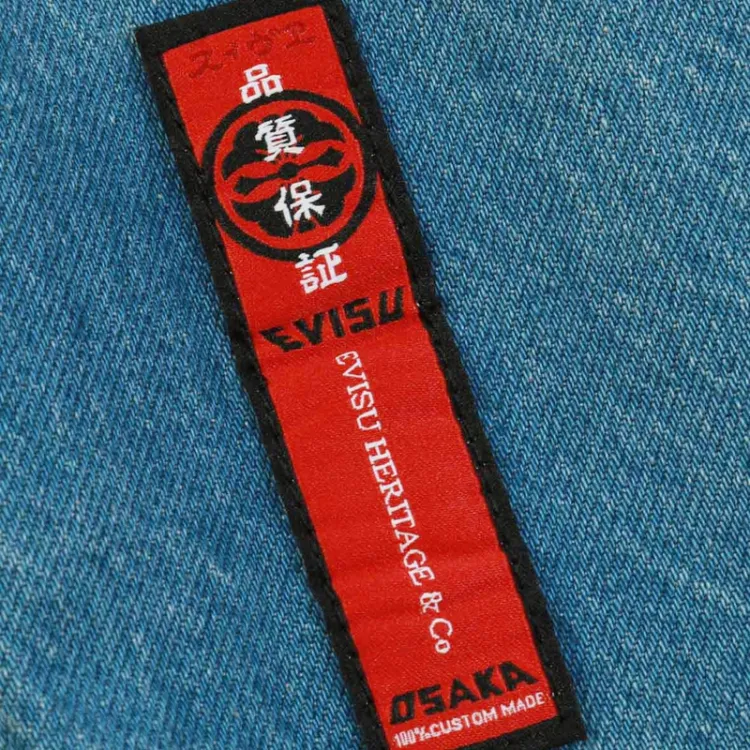 スィヴエ
品質保証
EVISU
EVISU HERITAGE & Co
OSAKA
100%CUSTOM MADE